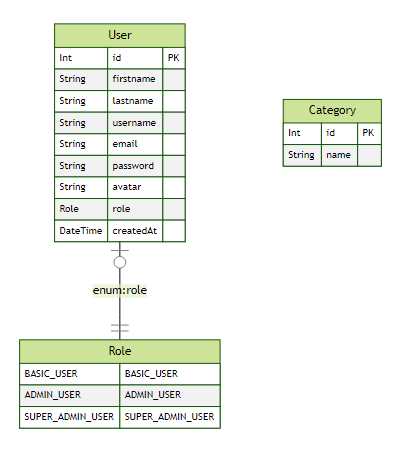 User
Int id PK
String firstname
String lastname
String username
String email
String password
String avatar
Role role
DateTime createdAt
Category
Int id PK
String name
enum:role
Role
BASIC_USER BASIC_USER
ADMIN_USER ADMIN_USER
SUPER_ADMIN_USER SUPER_ADMIN_USER